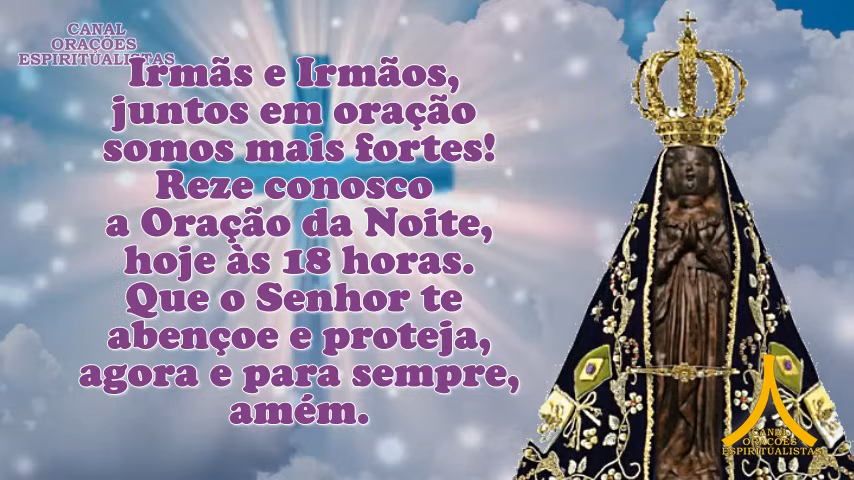 CANAL
ORAÇÕES
ESPIRITUALISTAS
Irmãs e Irmãos,
juntos em oração
somos mais fortes!
Reze conosco
a Oração da Noite,
hoje às 18 horas.
Que o Senhor te
abençoe e proteja,
agora e para sempre,
amém.
CANAL
ORAÇÕES
ESPIRITUALISTAS